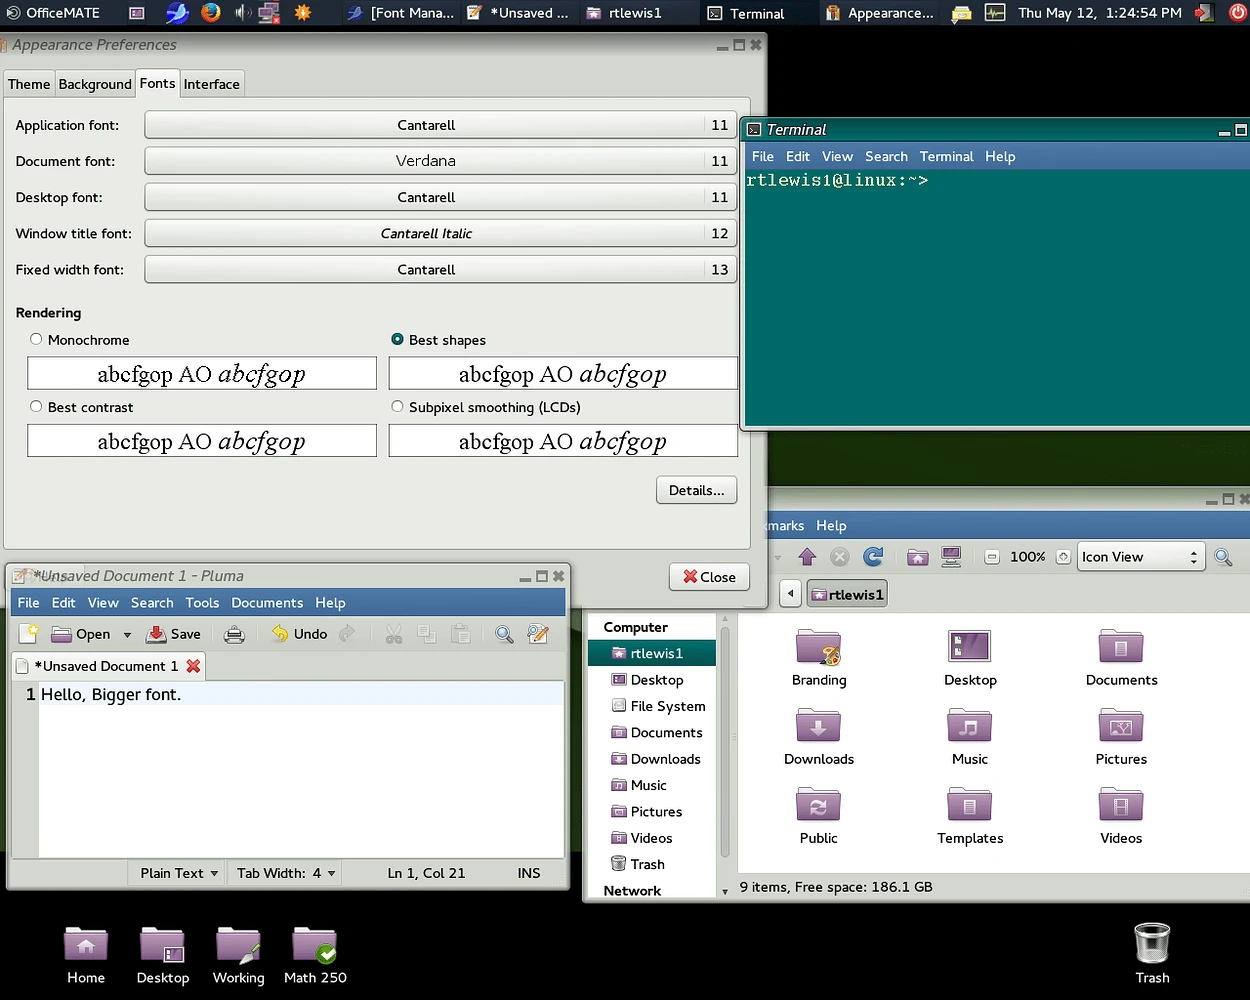 OfficeMATE [Font Mana... *Unsaved ... rtlewis1 Terminal Appearance... Thu May 12, 1:24:54 PM
Appearance Preferences
Theme Background Fonts Interface
Application font: Cantarell 11
Document font: Verdana 11
Desktop font: Cantarell 11
Window title font: Cantarell Italic 12
Fixed width font: Cantarell 13
Rendering
Monochrome Best shapes
abcfgop AO abcfgop abcfgop AO abcfgop
Best contrast Subpixel smoothing (LCDs)
abcfgop AO abcfgop abcfgop AO abcfgop
Details...
Close
Terminal
File Edit View Search Terminal Help
rtlewis1@linux:~>
*Unsaved Document 1 - Pluma
File Edit View Search Tools Documents Help
Open Save Undo
*Unsaved Document 1
1 Hello, Bigger font.
Plain Text Tab Width: 4 Ln 1, Col 21 INS
kmarks Help
100% Icon View
rtlewis1
Computer
rtlewis1
Desktop
File System
Documents
Downloads
Music
Pictures
Videos
Trash
Network
Branding Desktop Documents
Downloads Music Pictures
Public Templates Videos
9 items, Free space: 186.1 GB
Home Desktop Working Math 250 Trash